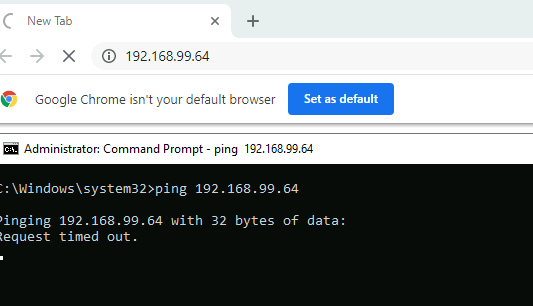 New Tab
192.168.99.64
Google Chrome isn't your default browser
Set as default
Administrator: Command Prompt - ping 192.168.99.64
C:\Windows\system32>ping 192.168.99.64
Pinging 192.168.99.64 with 32 bytes of data:
Request timed out.